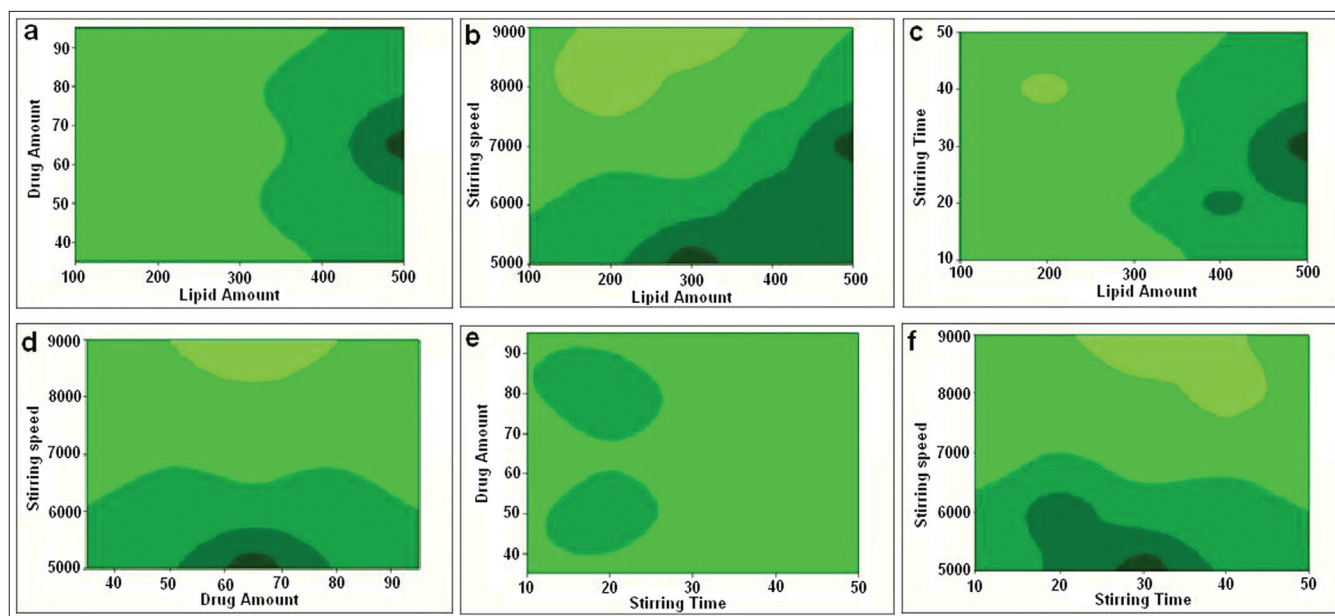 a
Drug Amount
90
80
70
60
50
40
100 200 300 400 500
Lipid Amount
b
Stirring speed
9000
8000
7000
6000
5000
100 200 300 400 500
Lipid Amount
c
Stirring Time
50
40
30
20
10
100 200 300 400 500
Lipid Amount
d
Stirring speed
9000
8000
7000
6000
5000
40 50 60 70 80 90
Drug Amount
e
Drug Amount
90
80
70
60
50
40
10 20 30 40 50
Stirring Time
f
Stirring speed
9000
8000
7000
6000
5000
10 20 30 40 50
Stirring Time